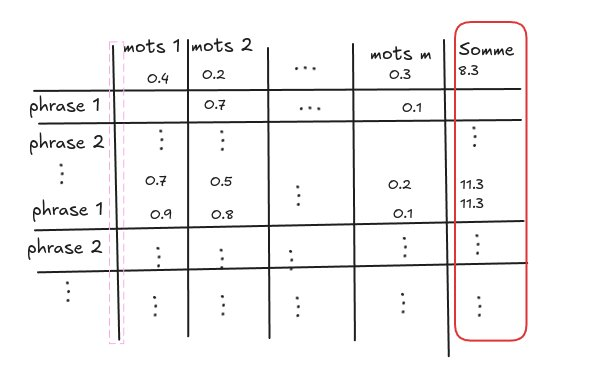 mots 1 mots 2 ... mots m Somme
0.4 0.2 0.3 8.3
phrase 1 0.7 ... 0.1
phrase 2 ⋮ ⋮ ⋮
⋮ 0.7 0.5 ⋮ 0.2 11.3
phrase 1 0.9 0.8 0.1 11.3
phrase 2 ⋮ ⋮ ⋮ ⋮ ⋮
⋮ ⋮ ⋮ ⋮ ⋮ ⋮